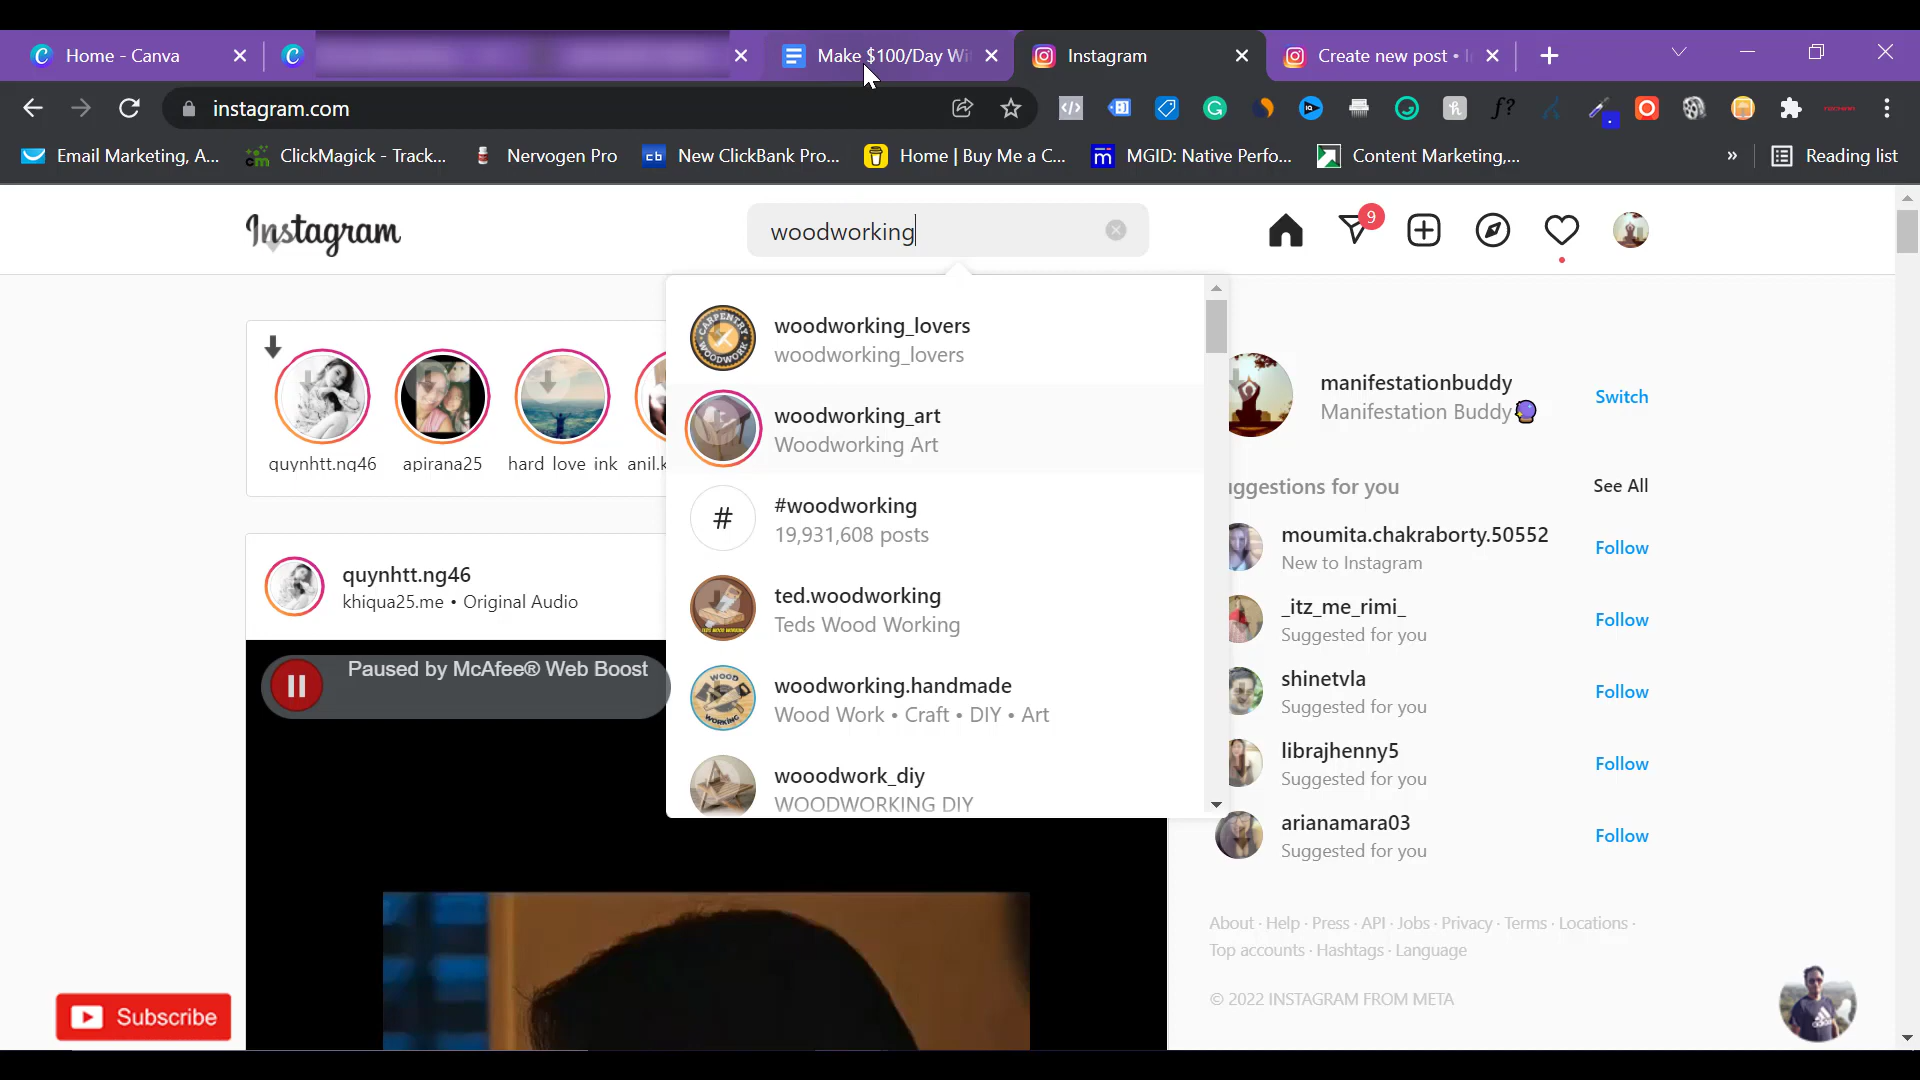 Home - Canva
Make $100/Day Wi
Instagram
Create new post •
instagram.com
Email Marketing, A...
ClickMagick - Track...
Nervogen Pro
New ClickBank Pro...
Home | Buy Me a C...
MGID: Native Perfo...
Content Marketing,...
»
Reading list
Instagram
woodworking
9
woodworking_lovers
woodworking_lovers
woodworking_art
Woodworking Art
#
#woodworking
19,931,608 posts
ted.woodworking
Teds Wood Working
woodworking.handmade
Wood Work • Craft • DIY • Art
wooodwork_diy
WOODWORKING DIY
CARPENTRY
WOODWORK
WOOD
WORKING
quynhtt.ng46
apirana25
hard_love_ink
anil.k
quynhtt.ng46
khiqua25.me • Original Audio
Paused by McAfee® Web Boost
manifestationbuddy
Manifestation Buddy
Switch
ggestions for you
See All
moumita.chakraborty.50552
New to Instagram
Follow
_itz_me_rimi_
Suggested for you
Follow
shinetvla
Suggested for you
Follow
librajhenny5
Suggested for you
Follow
arianamara03
Suggested for you
Follow
About · Help · Press · API · Jobs · Privacy · Terms · Locations ·
Top accounts · Hashtags · Language
© 2022 INSTAGRAM FROM META
Subscribe